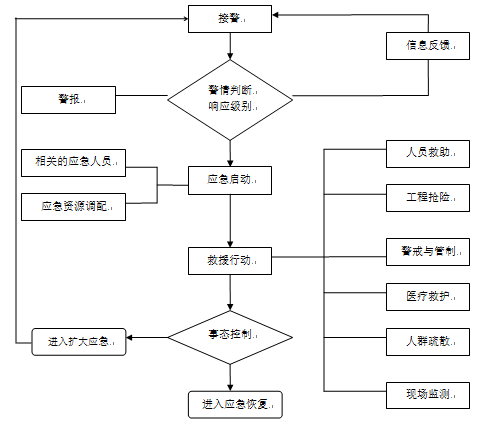 接警
信息反馈
警情判断
响应级别
警报
相关的应急人员
应急启动
应急资源调配
人员救助
工程抢险
救援行动
警戒与管制
医疗救护
事态控制
进入扩大应急
人群疏散
进入应急恢复
现场监测